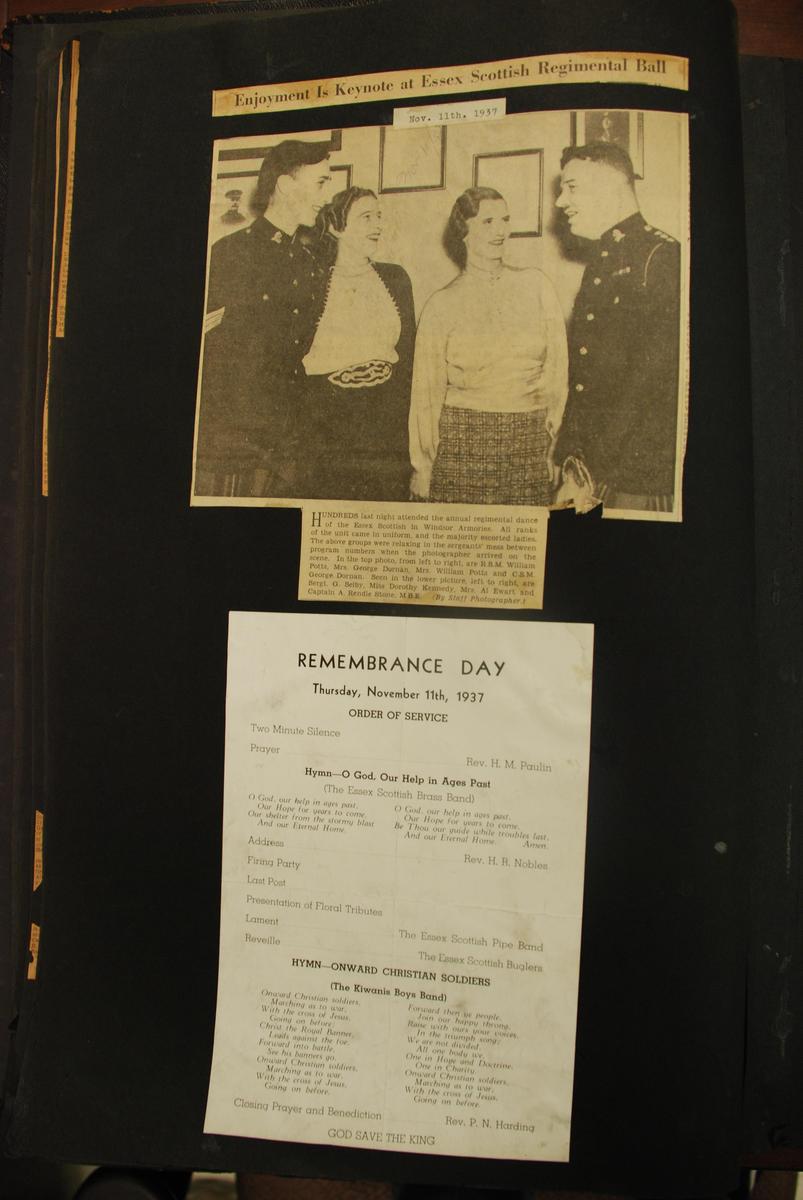 Enjoyment Is Keynote at Essex Scottish Regimental Ball
Nov. 11th. 1937
HUNDREDS last night attended the annual regimental dance
of the Essex Scottish in Windsor Armories. All ranks
of the unit came in uniform, and the majority escorted ladies.
The above groups were relaxing in the sergeants' mess between
program numbers when the photographer arrived on the
scene. In the top photo, from left to right, are R.S.M. William
Potts, Mrs. George Dornan, Mrs. William Potts and C.S.M.
George Dornan. Seen in the lower picture, left to right, are
Sergt. G. Selby, Miss Dorothy Kennedy, Mrs. Al Ewart and
Captain A. Rendle Stone, M.B.E. (By Staff Photographer.)
REMEMBRANCE DAY
Thursday, November 11th, 1937
ORDER OF SERVICE
Two Minute Silence
Prayer Rev. H. M. Paulin
Hymn—O God, Our Help in Ages Past
(The Essex Scottish Brass Band)
O God, our help in ages past,
Our Hope for years to come,
Our shelter from the stormy blast
And our Eternal Home.
O God, our help in ages past,
Our Hope for years to come,
Be Thou our guide while troubles last,
And our Eternal Home. Amen.
Address Rev. H. R. Nobles
Firing Party
Last Post
Presentation of Floral Tributes
Lament The Essex Scottish Pipe Band
Reveille The Essex Scottish Buglers
HYMN—ONWARD CHRISTIAN SOLDIERS
(The Kiwanis Boys Band)
Onward Christian soldiers,
Marching as to war,
With the cross of Jesus,
Going on before;
Christ the Royal Banner,
Leads against the foe,
Forward into battle,
See his banners go.
Onward Christian soldiers,
Marching as to war,
With the cross of Jesus,
Going on before.
Forward then ye people,
Join our happy throng,
Raise with ours your voices,
In the triumph song;
We are not divided,
All one body we,
One in Hope and Doctrine,
One in Charity.
Onward Christian soldiers,
Marching as to war,
With the cross of Jesus,
Going on before.
Closing Prayer and Benediction Rev. P. N. Harding
GOD SAVE THE KING